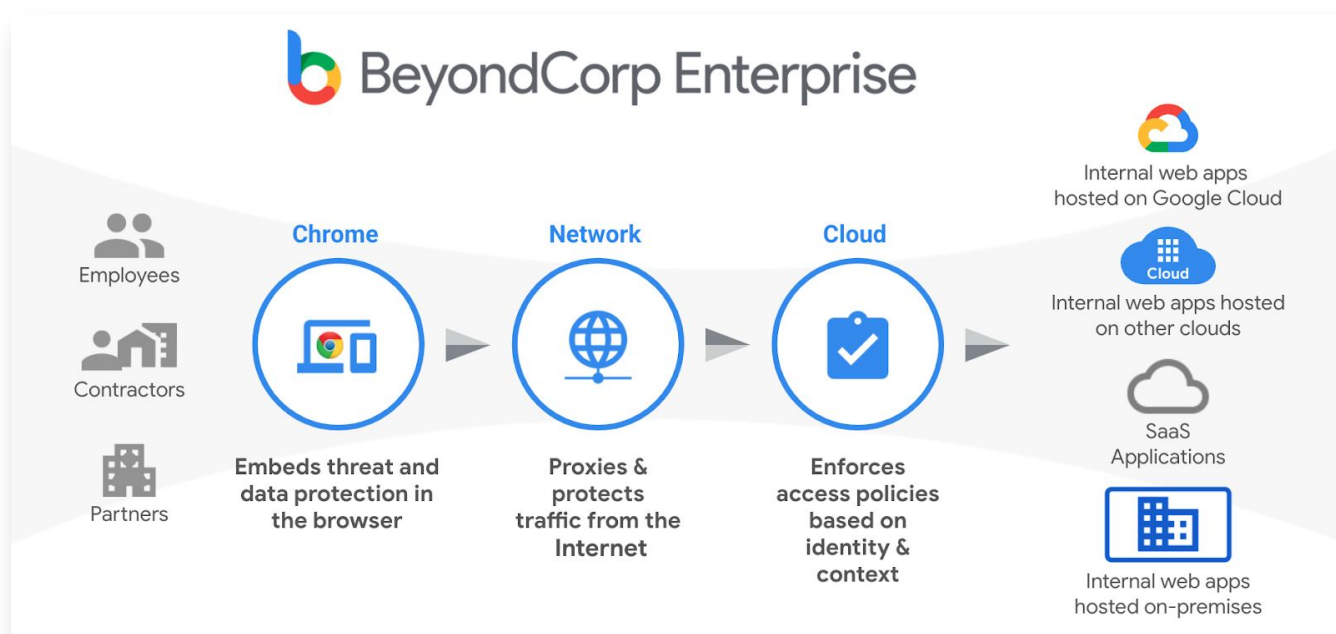 BeyondCorp Enterprise
Employees
Contractors
Partners
Chrome
Embeds threat and
data protection in
the browser
Network
Proxies &
protects
traffic from the
Internet
Cloud
Enforces
access policies
based on
identity &
context
Internal web apps
hosted on Google Cloud
Cloud
Internal web apps hosted
on other clouds
SaaS
Applications
Internal web apps
hosted on-premises